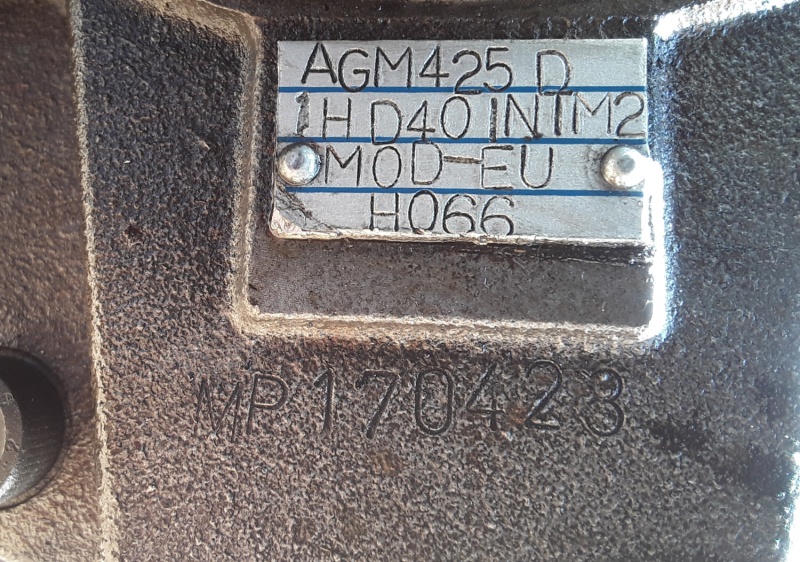 AGM425 D
1H D40 INTM2
MOD-EU
H066
MP170423